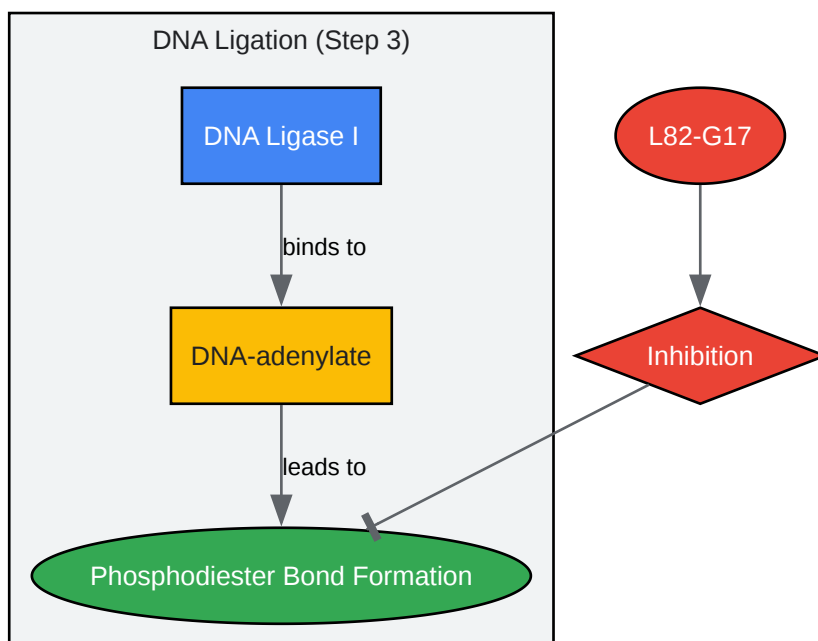 DNA Ligation (Step 3)
DNA Ligase I
L82-G17
binds to
DNA-adenylate
Inhibition
leads to
Phosphodiester Bond Formation